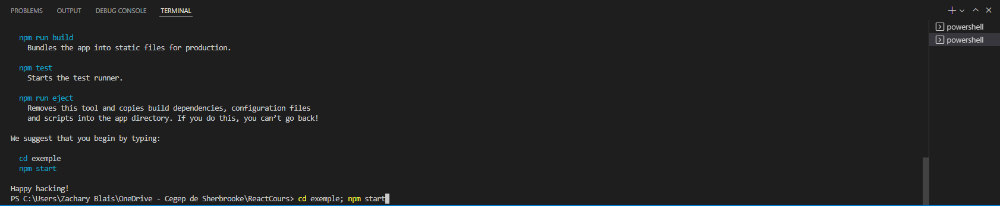 PROBLEMS OUTPUT DEBUG CONSOLE TERMINAL
powershell
powershell
npm run build
Bundles the app into static files for production.
npm test
Starts the test runner.
npm run eject
Removes this tool and copies build dependencies, configuration files
and scripts into the app directory. If you do this, you can’t go back!
We suggest that you begin by typing:
cd exemple
npm start
Happy hacking!
PS C:\Users\Zachary Blais\OneDrive - Cegep de Sherbrooke\ReactCours> cd exemple; npm start